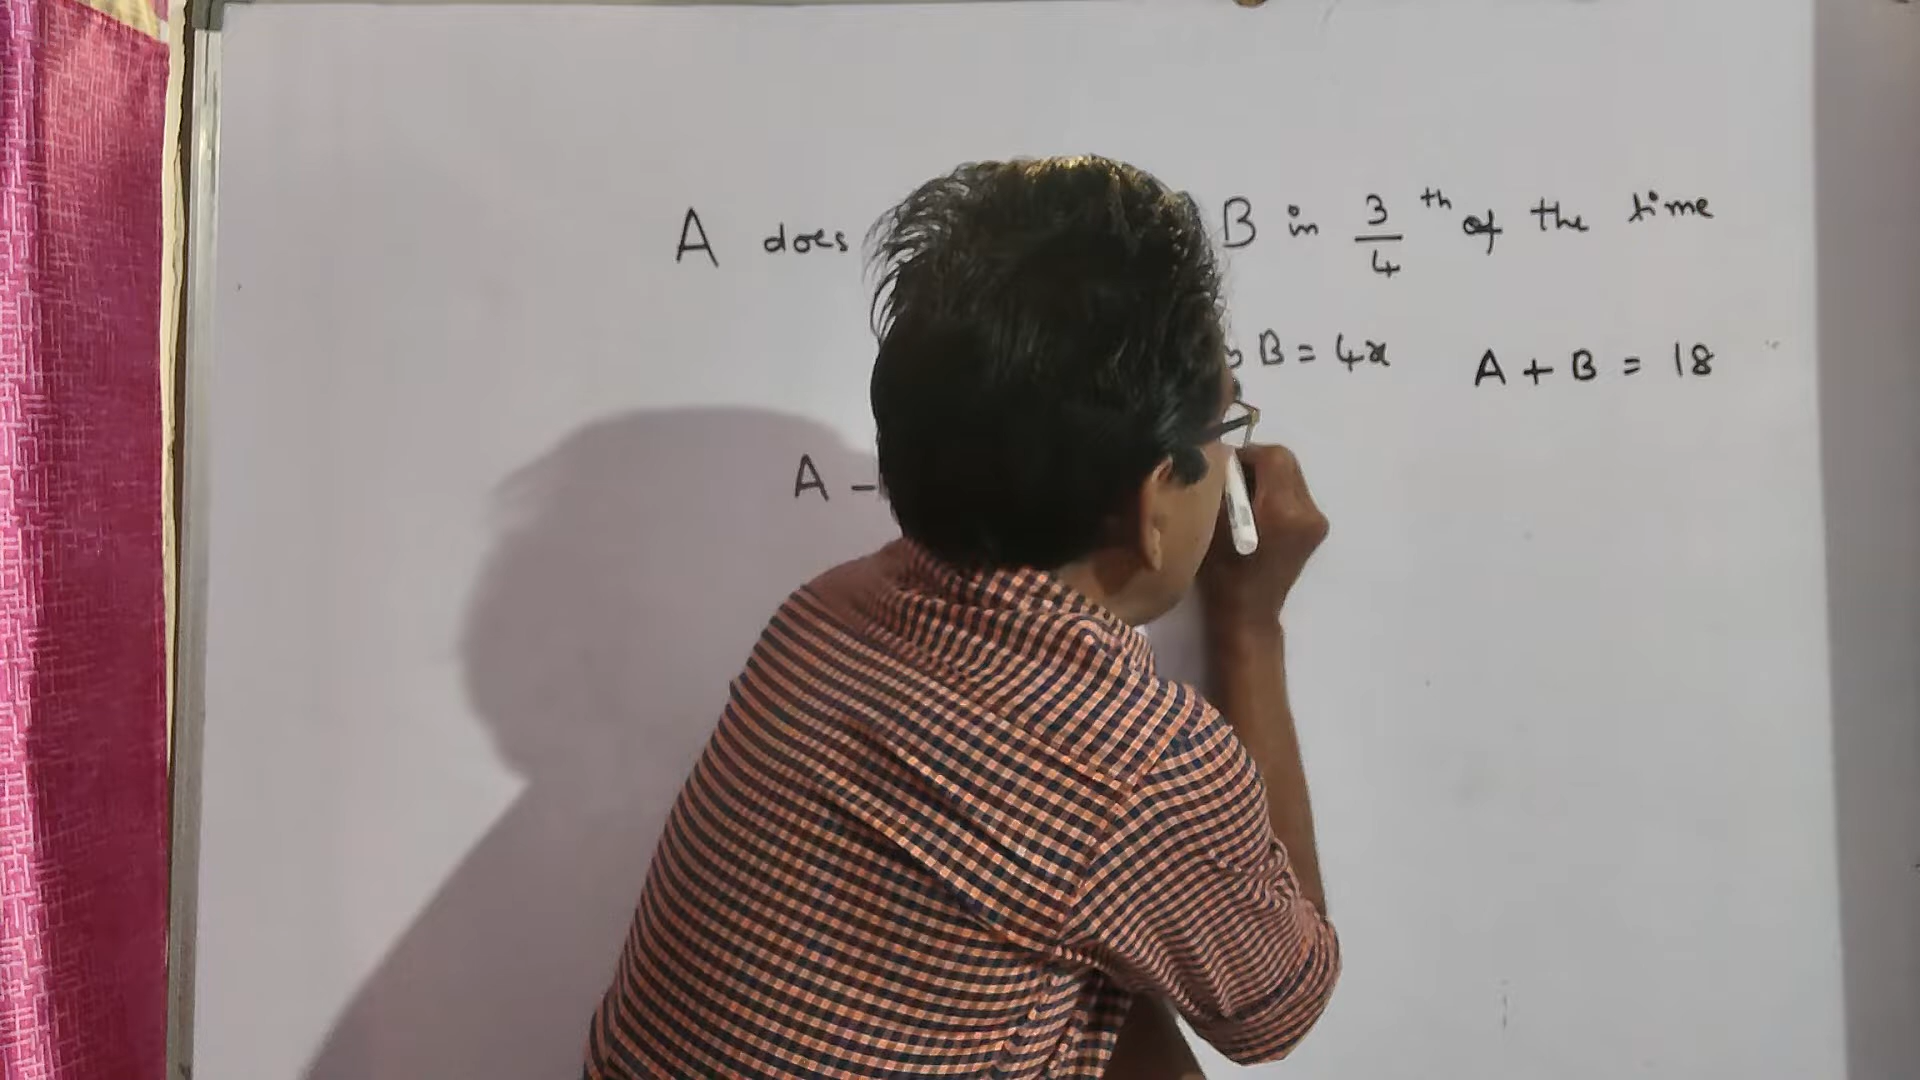 A does B in 3/4 th of the time
B = 4x A + B = 18
A -